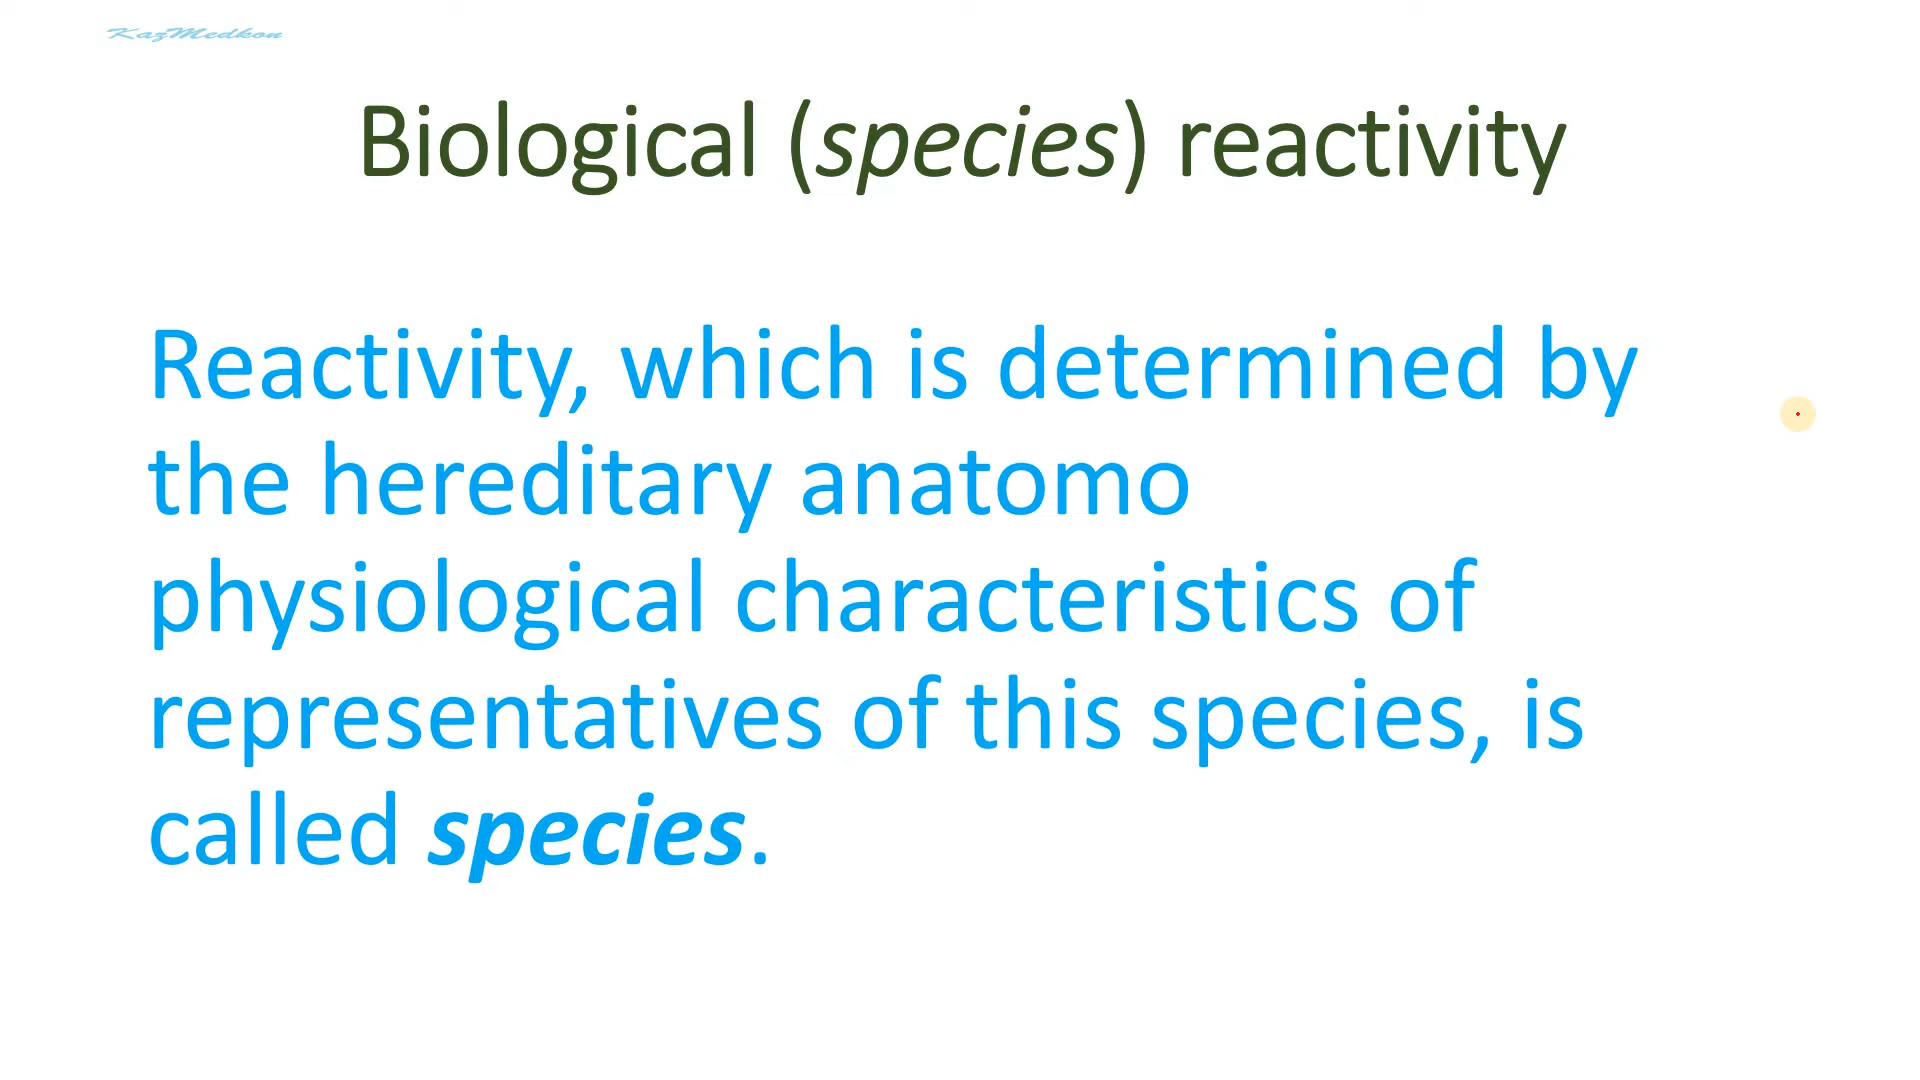 KazMedkon
Biological (species) reactivity
Reactivity, which is determined by
the hereditary anatomo
physiological characteristics of
representatives of this species, is
called species.